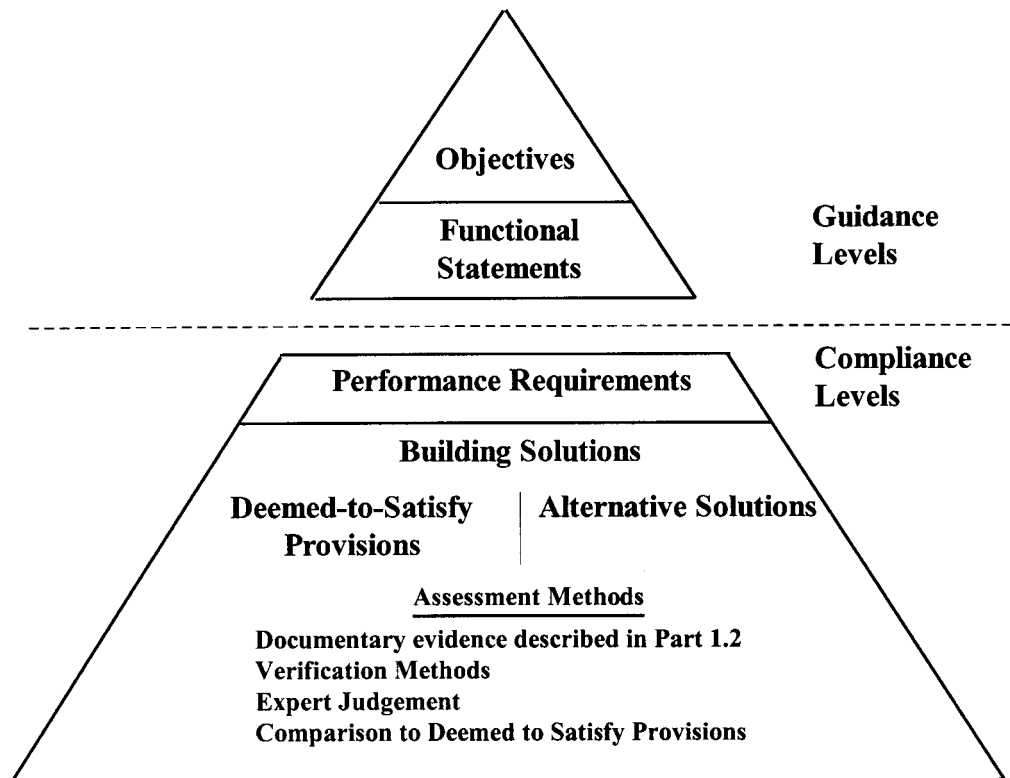 Objectives
Functional
Statements
Guidance
Levels
Compliance
Levels
Performance Requirements
Building Solutions
Deemed-to-Satisfy
Provisions
Alternative Solutions
Assessment Methods
Documentary evidence described in Part 1.2
Verification Methods
Expert Judgement
Comparison to Deemed to Satisfy Provisions